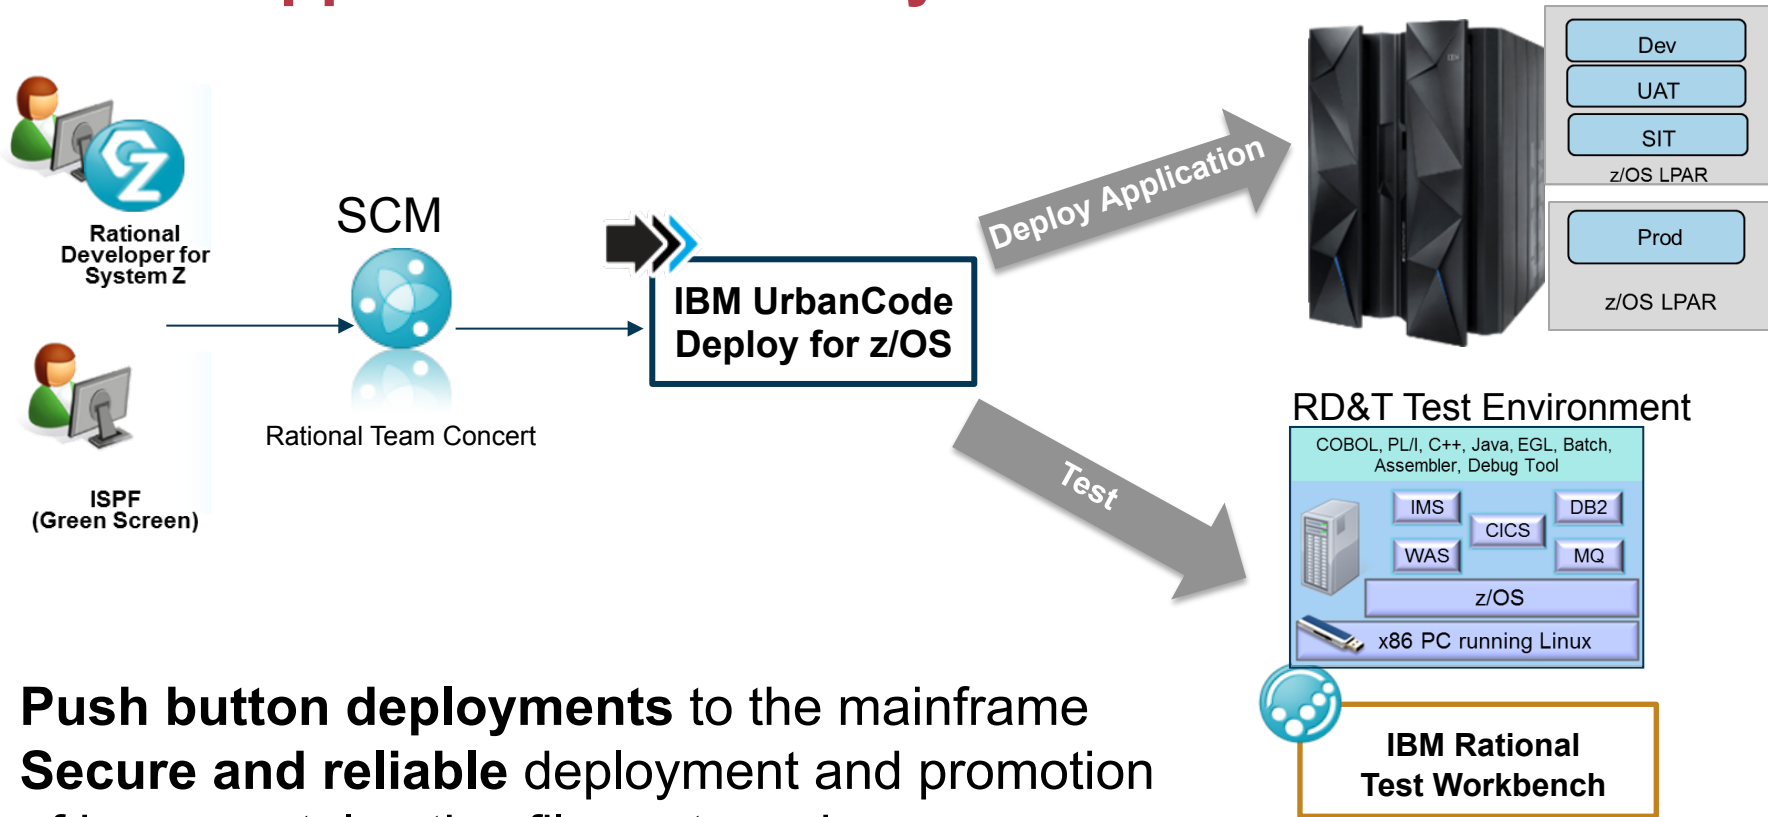 Rational
Developer for
System Z
ISPF
(Green Screen)
SCM
Rational Team Concert
IBM UrbanCode
Deploy for z/OS
Deploy Application
Test
Dev
UAT
SIT
z/OS LPAR
Prod
z/OS LPAR
RD&T Test Environment
COBOL, PL/I, C++, Java, EGL, Batch,
Assembler, Debug Tool
IMS
DB2
CICS
WAS
MQ
z/OS
x86 PC running Linux
IBM Rational
Test Workbench
Push button deployments to the mainframe
Secure and reliable deployment and promotion